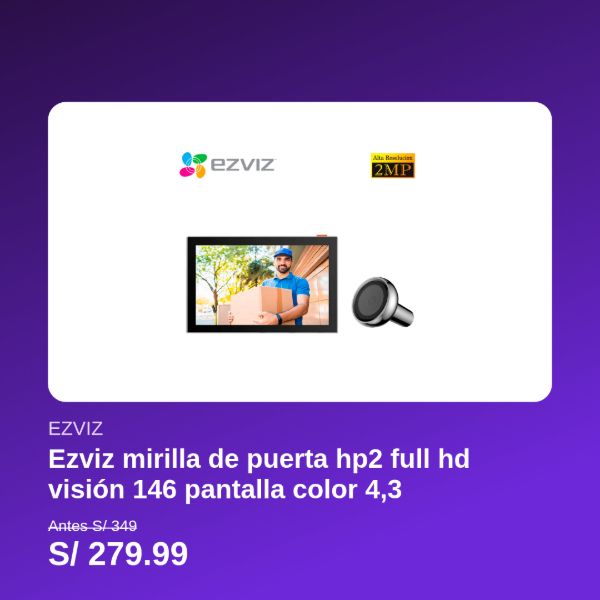 ezviz
Alta Resolución
2MP
EZVIZ
Ezviz mirilla de puerta hp2 full hd
visión 146 pantalla color 4,3
Antes S/ 349
S/ 279.99